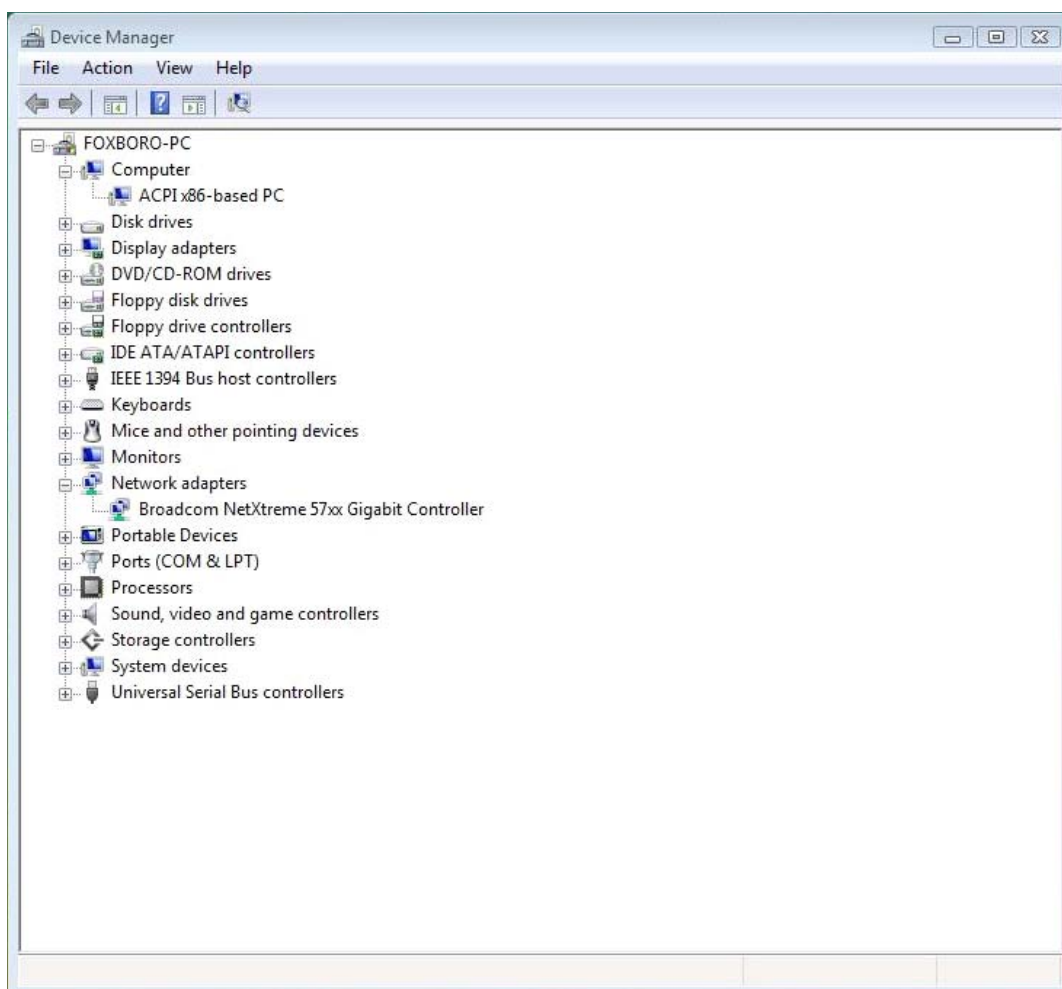 Device Manager
File Action View Help
FOXBORO-PC
Computer
ACPI x86-based PC
Disk drives
Display adapters
DVD/CD-ROM drives
Floppy disk drives
Floppy drive controllers
IDE ATA/ATAPI controllers
IEEE 1394 Bus host controllers
Keyboards
Mice and other pointing devices
Monitors
Network adapters
Broadcom NetXtreme 57xx Gigabit Controller
Portable Devices
Ports (COM & LPT)
Processors
Sound, video and game controllers
Storage controllers
System devices
Universal Serial Bus controllers